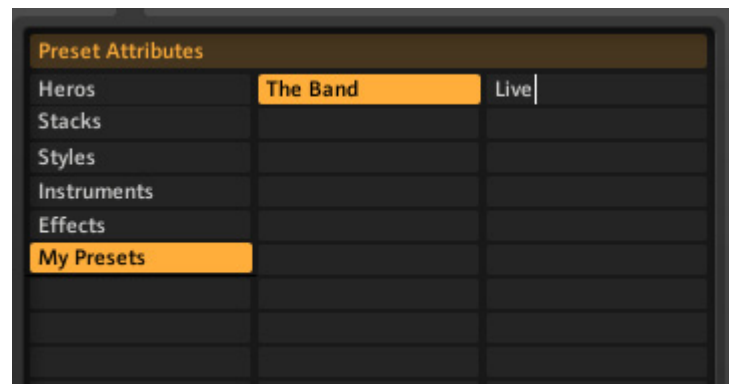 Preset Attributes
Heros The Band Live
Stacks
Styles
Instruments
Effects
My Presets